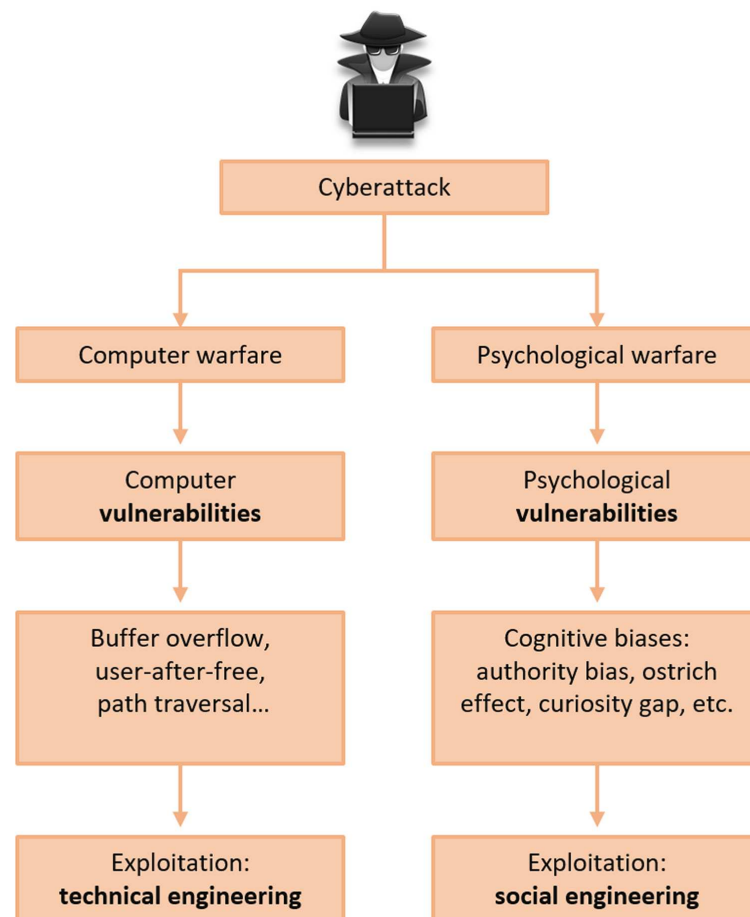 Cyberattack
Computer warfare
Psychological warfare
Computer
vulnerabilities
Psychological
vulnerabilities
Buffer overflow,
user-after-free,
path traversal…
Cognitive biases:
authority bias, ostrich
effect, curiosity gap, etc.
Exploitation:
technical engineering
Exploitation:
social engineering